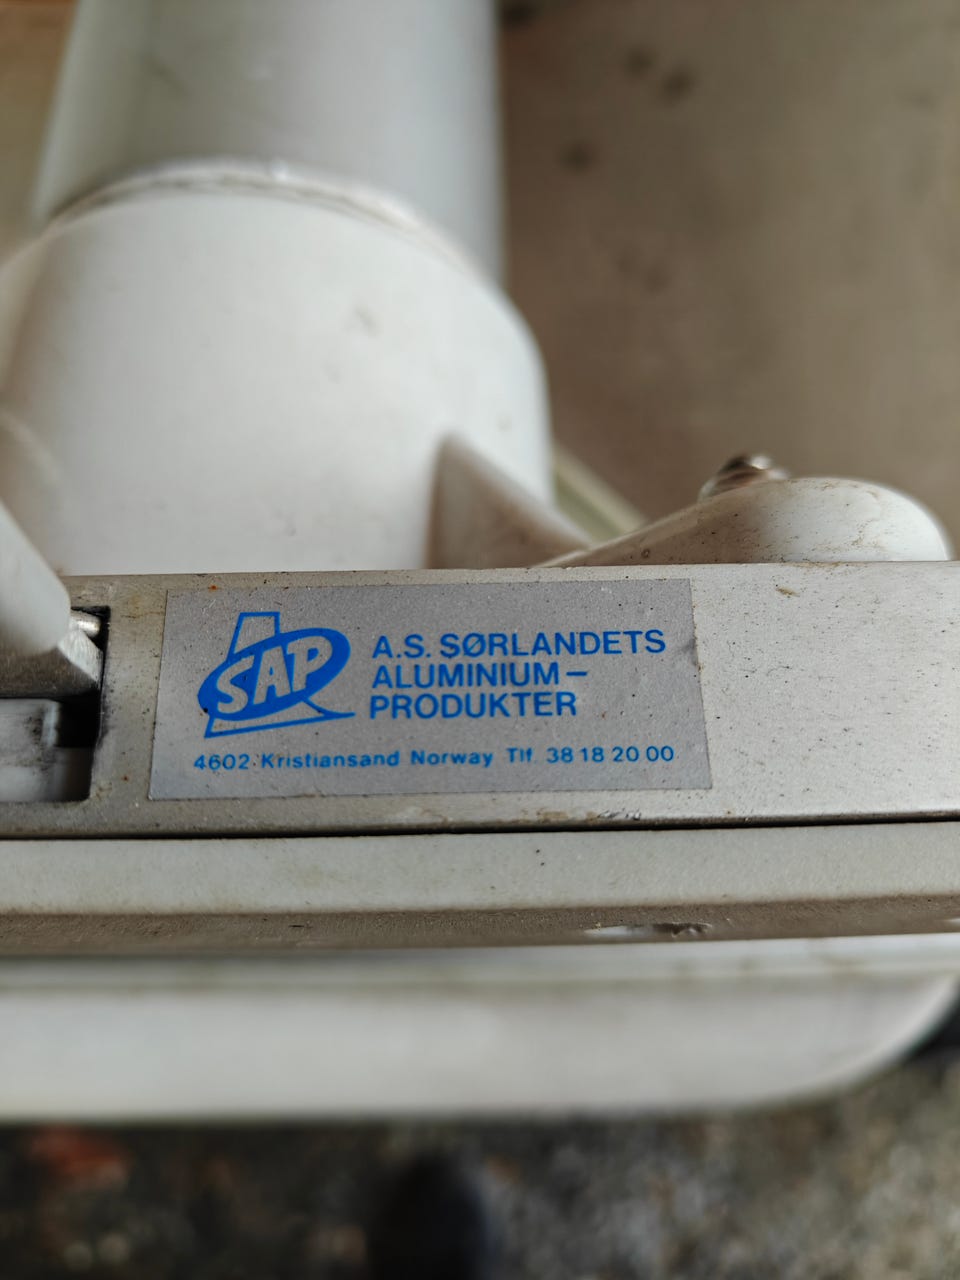 SAP
A.S. SØRLANDETS
ALUMINIUM–
PRODUKTER
4602 Kristiansand Norway Tlf. 38 18 20 00